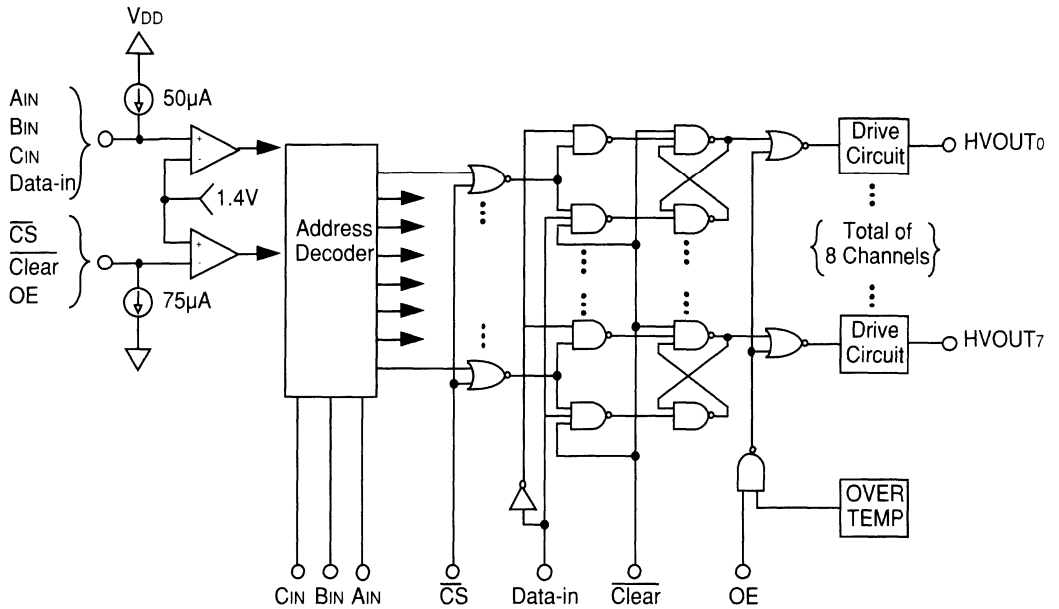 VDD
50µA
AIN
BIN
CIN
Data-in
+
-
1.4V
CS
Clear
OE
+
-
75µA
Address
Decoder
Drive
Circuit
HVOUT0
Total of
8 Channels
Drive
Circuit
HVOUT7
OVER
TEMP
CIN BIN AIN
CS
Data-in
Clear
OE